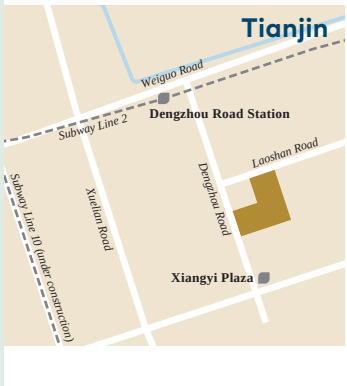 Tianjin
Weiguo Road
Dengzhou Road Station
Subway Line 2
Laoshan Road
Dengzhou Road
Xuelian Road
Subway Line 10 (under construction)
Xiangyi Plaza